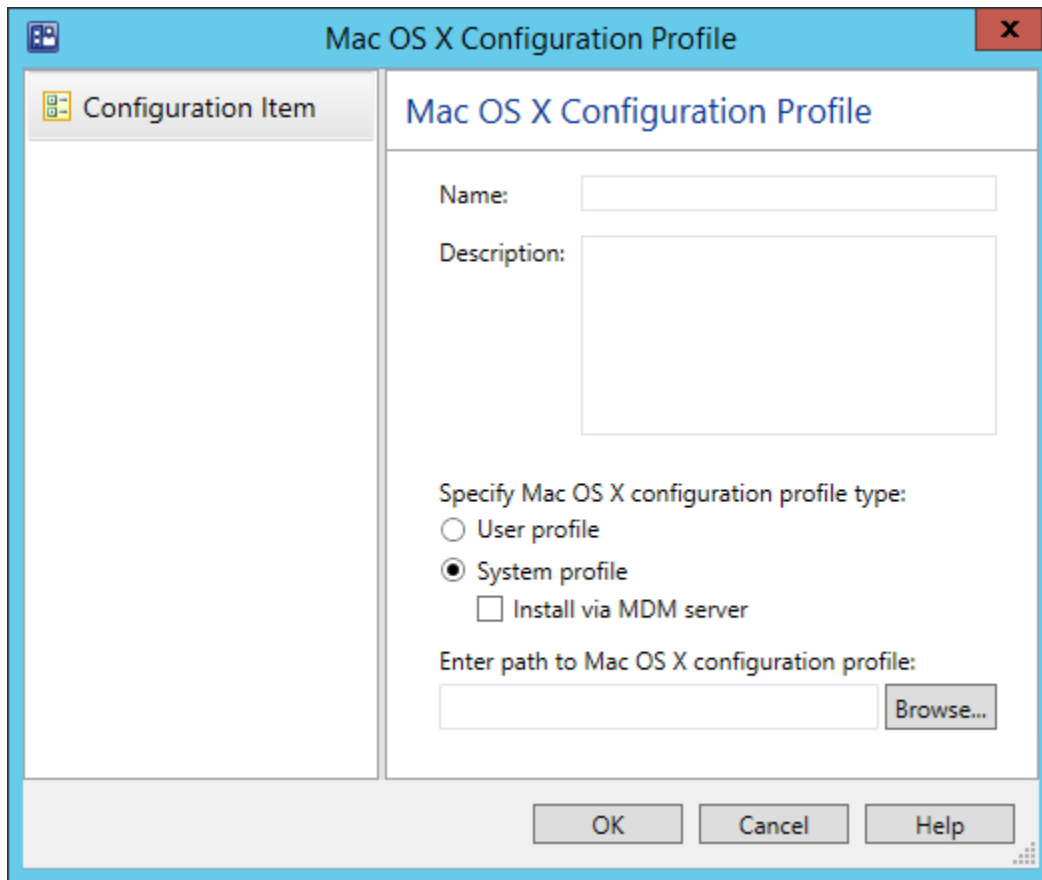 Mac OS X Configuration Profile
X
Configuration Item
Mac OS X Configuration Profile
Name:
Description:
Specify Mac OS X configuration profile type:
User profile
System profile
Install via MDM server
Enter path to Mac OS X configuration profile:
Browse...
OK Cancel Help